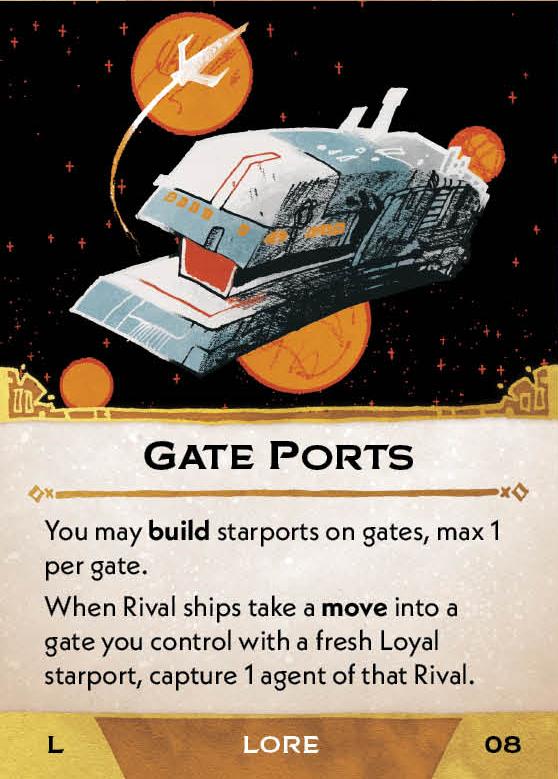 GATE PORTS
You may build starports on gates, max 1
per gate.
When Rival ships take a move into a
gate you control with a fresh Loyal
starport, capture 1 agent of that Rival.
L LORE 08